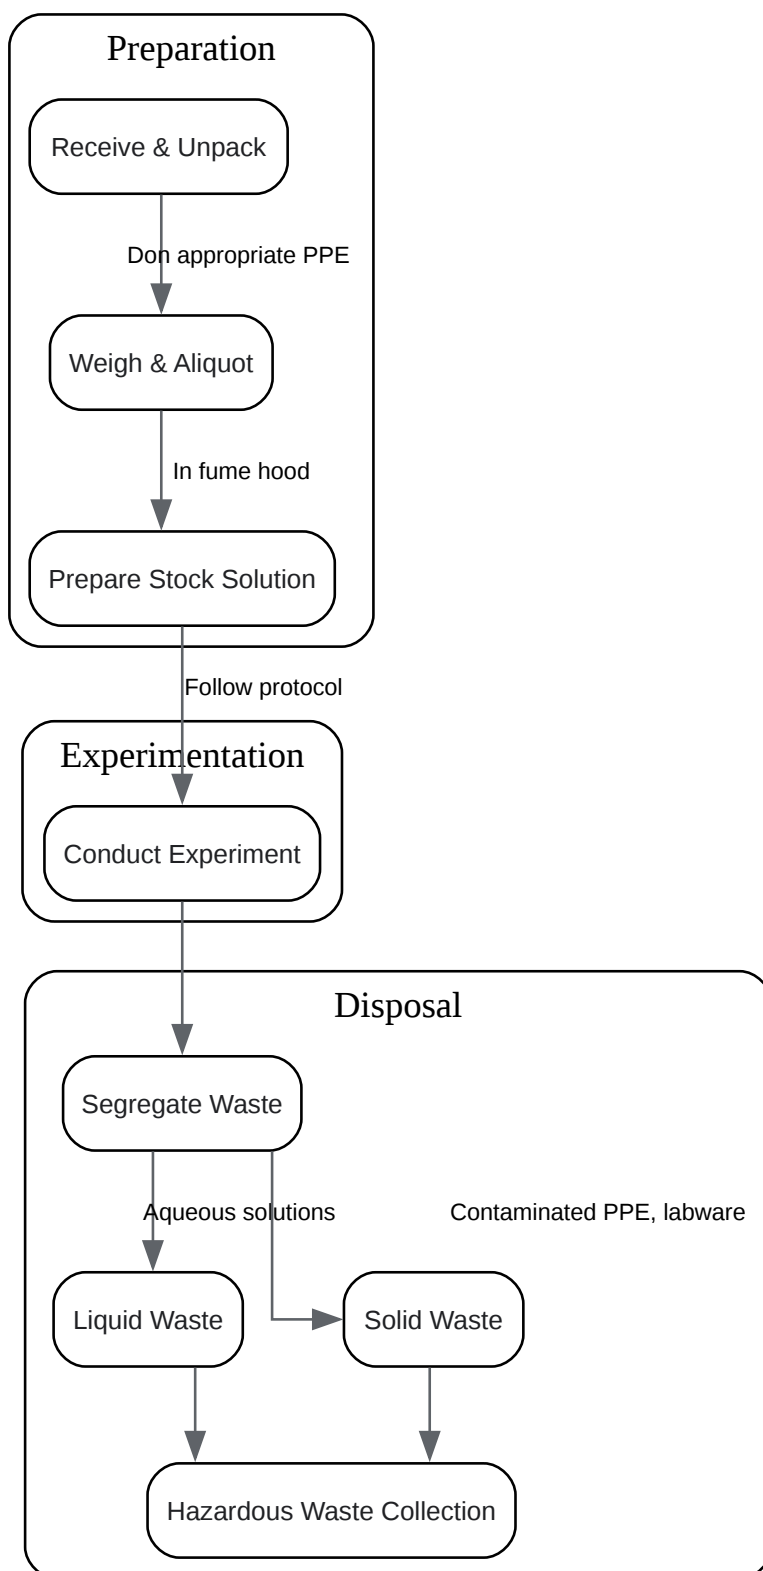 Preparation
Receive & Unpack
Don appropriate PPE
Weigh & Aliquot
In fume hood
Prepare Stock Solution
Follow protocol
Experimentation
Conduct Experiment
Disposal
Segregate Waste
Aqueous solutions
Contaminated PPE, labware
Liquid Waste
Solid Waste
Hazardous Waste Collection